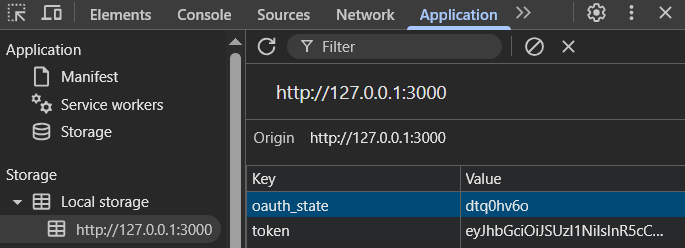 Elements Console Sources Network Application
Application
Manifest
Service workers
Storage
Storage
Local storage
http://127.0.0.1:3000
Filter
http://127.0.0.1:3000
Origin http://127.0.0.1:3000
Key Value
oauth_state dtq0hv6o
token eyJhbGciOiJSUzI1NiIsInR5cC...